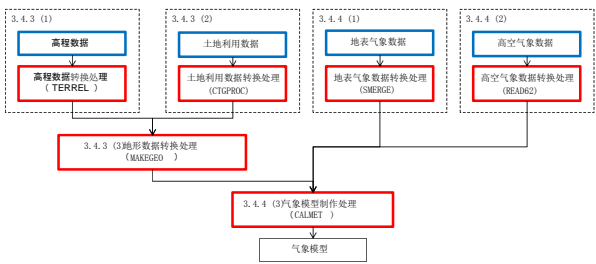 3.4.3 (1)
高程数据
高程数据转换处理
( TERREL )
3.4.3 (2)
土地利用数据
土地利用数据转换处理
(CTGPROC)
3.4.4 (1)
地表气象数据
地表气象数据转换处理
(SMERGE)
3.4.4 (2)
高空气象数据
高空气象数据转换处理
(READ62)
3.4.3 (3)地形数据转换处理
(MAKEGEO )
3.4.4 (3)气象模型制作处理
(CALMET )
气象模型